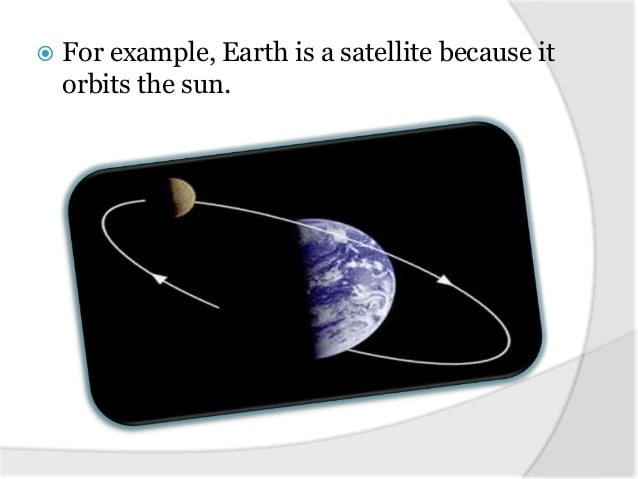 For example, Earth is a satellite because it
orbits the sun.